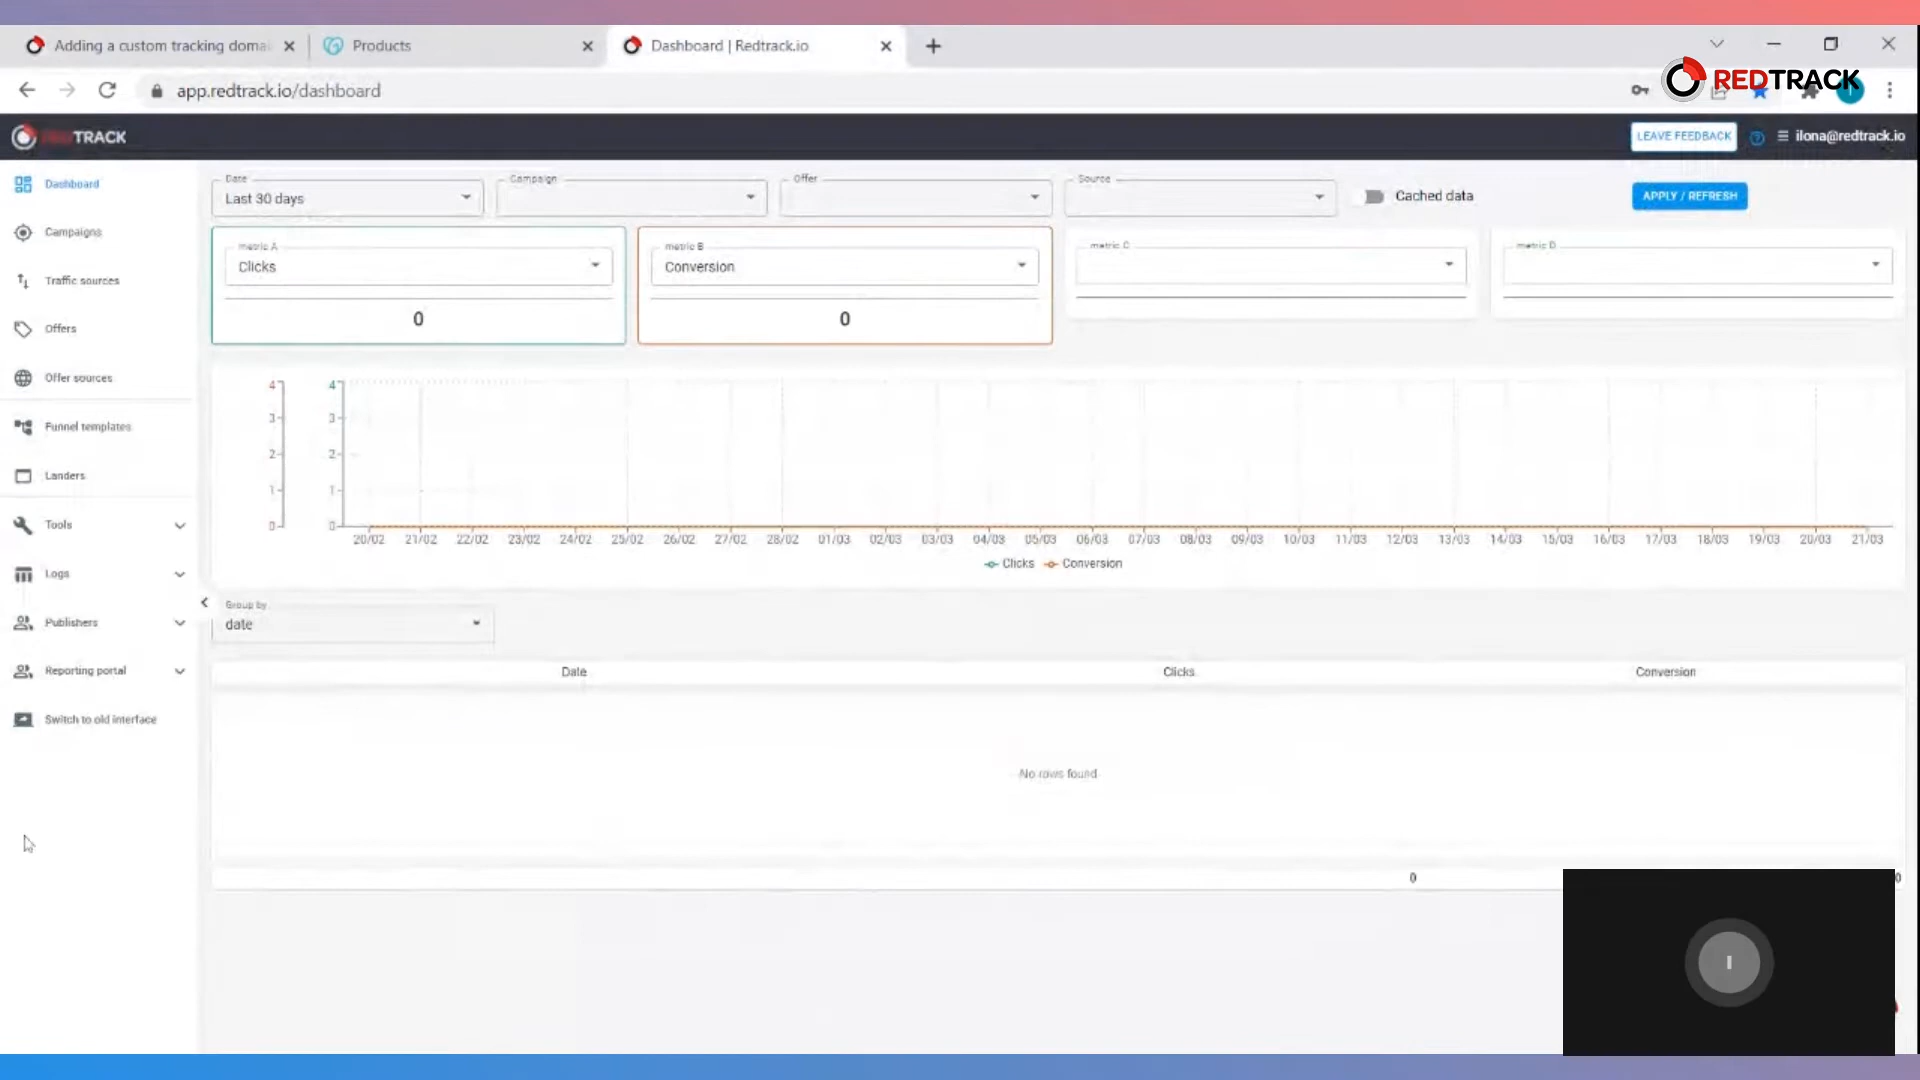 Adding a custom tracking doma
Products
Dashboard | Redtrack.io
app.redtrack.io/dashboard
REDTRACK
REDTRACK
LEAVE FEEDBACK
ilona@redtrack.io
Dashboard
Campaigns
Traffic sources
Offers
Offer sources
Funnel templates
Landers
Tools
Logs
Publishers
Reporting portal
Switch to old interface
Date
Last 30 days
Campaign
Offer
Source
Cached data
APPLY / REFRESH
metric A
Clicks
0
metric B
Conversion
0
metric C
metric D
4 4
3 3
2 2
1 1
0 0
20/02 21/02 22/02 23/02 24/02 25/02 26/02 27/02 28/02 01/03 02/03 03/03 04/03 05/03 06/03 07/03 08/03 09/03 10/03 11/03 12/03 13/03 14/03 15/03 16/03 17/03 18/03 19/03 20/03 21/03
Clicks Conversion
Group by
date
Date Clicks Conversion
No rows found
0 0
I